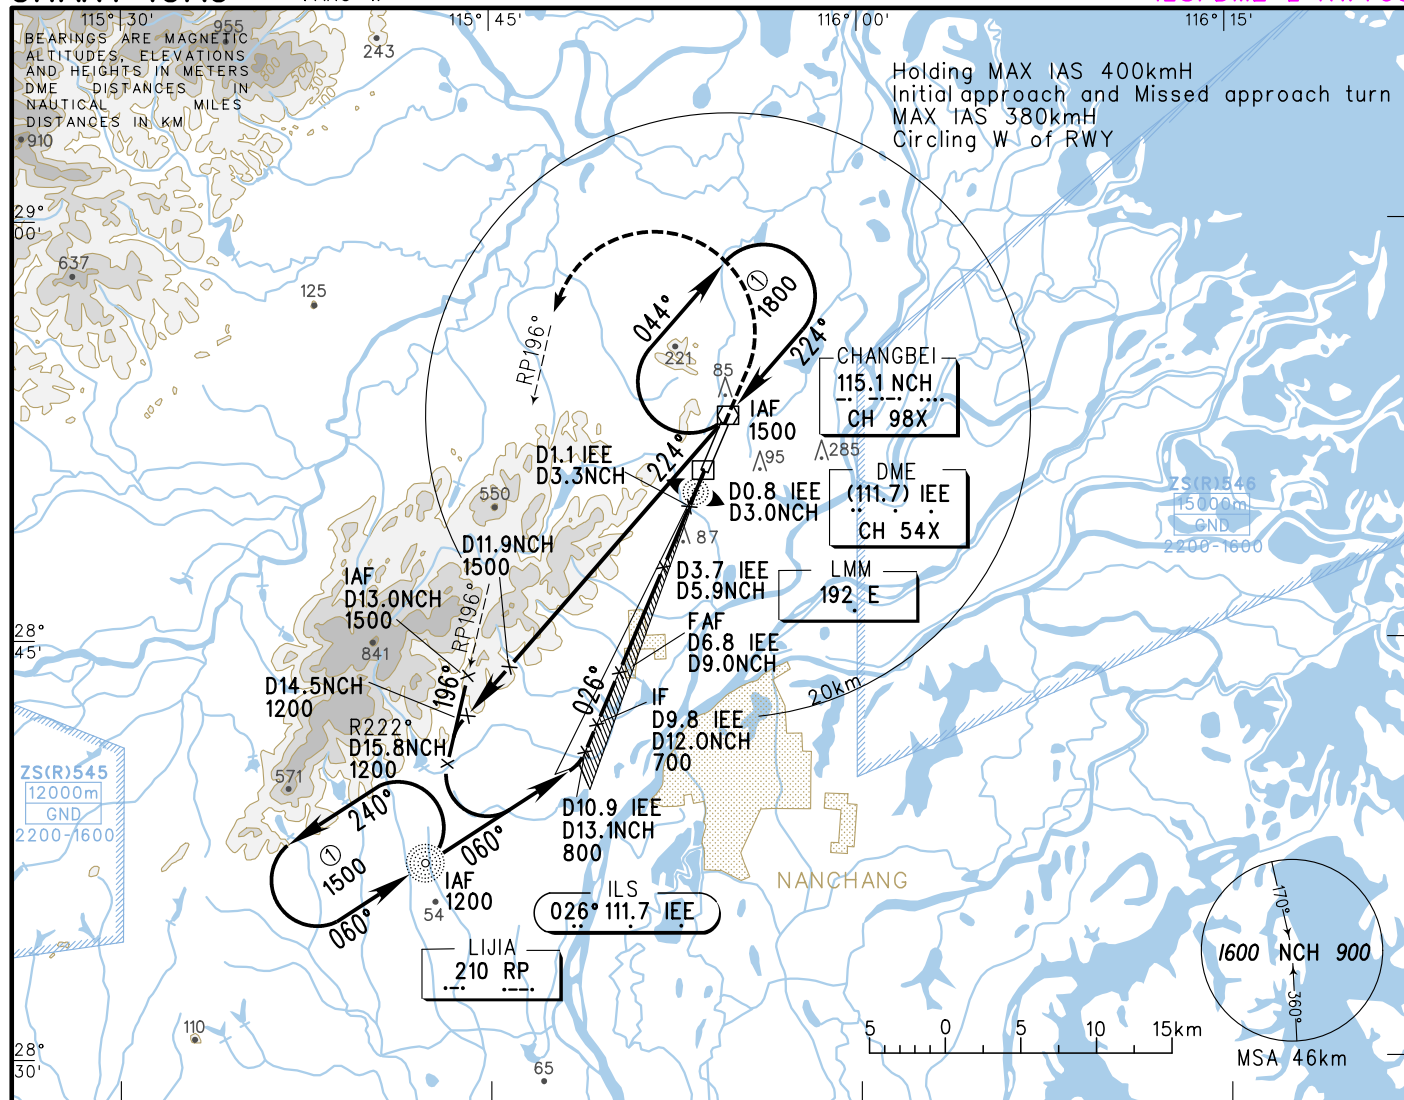 115° 30'
115° 45'
116° 00'
116° 15'
BEARINGS ARE MAGNETIC
ALTITUDES, ELEVATIONS
AND HEIGHTS IN METERS
DME DISTANCES IN
NAUTICAL MILES
DISTANCES IN KM
955
800
500
300
243
910
Holding MAX IAS 400kmH
Initial approach and Missed approach turn
MAX IAS 380kmH
Circling W of RWY
29°
00'
637
125
044°
1
1800
224°
RP196°
221
85
CHANGBEI
115.1 NCH
CH 98X
IAF
1500
224°
D1.1 IEE
D3.3NCH
95
285
DME
(111.7) IEE
CH 54X
D0.8 IEE
D3.0NCH
550
87
ZS(R)546
15000m
GND
2200-1600
D11.9NCH
1500
IAF
D13.0NCH
1500
RP196°
D3.7 IEE
D5.9NCH
LMM
192 E
FAF
D6.8 IEE
D9.0NCH
28°
45'
841
196°
D14.5NCH
1200
026°
20km
IF
D9.8 IEE
D12.0NCH
700
R222°
D15.8NCH
1200
571
ZS(R)545
12000m
GND
2200-1600
240°
060°
D10.9 IEE
D13.1NCH
800
1
1500
060°
IAF
1200
54
ILS
026° 111.7 IEE
NANCHANG
LIJIA
210 RP
170°
1600 NCH 900
360°
MSA 46km
5 0 5 10 15km
110
65
28°
30'